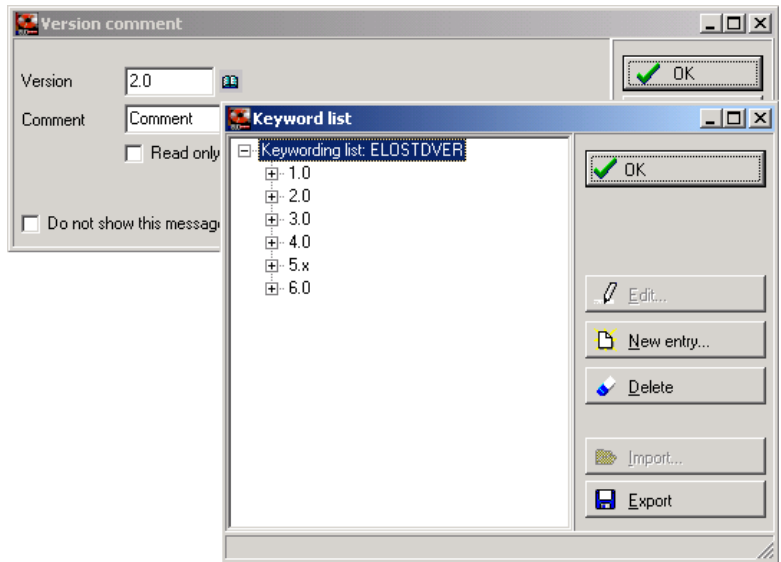 Version comment
Version 2.0
OK
Comment Comment
Read only
Do not show this messag
Keyword list
Keywording list: ELOSTDVER
1.0
2.0
3.0
4.0
5.x
6.0
OK
Edit...
New entry...
Delete
Import...
Export